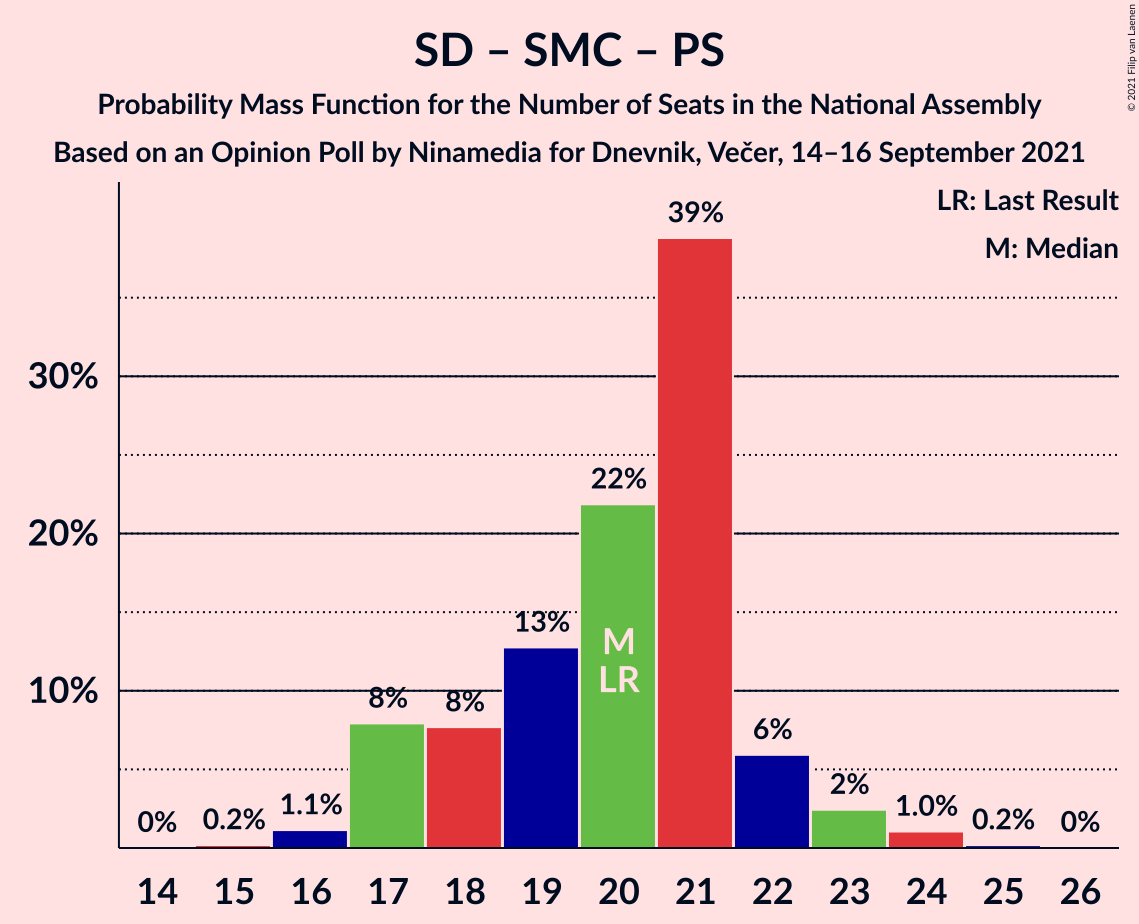 SD – SMC – PS
Probability Mass Function for the Number of Seats in the National Assembly
Based on an Opinion Poll by Ninamedia for Dnevnik, Večer, 14–16 September 2021
© 2021 Filip van Laenen
LR: Last Result
M: Median
30%
20%
10%
0%
0.2%
1.1%
8%
8%
13%
22%
39%
6%
2%
1.0%
0.2%
0%
M
LR
14 15 16 17 18 19 20 21 22 23 24 25 26